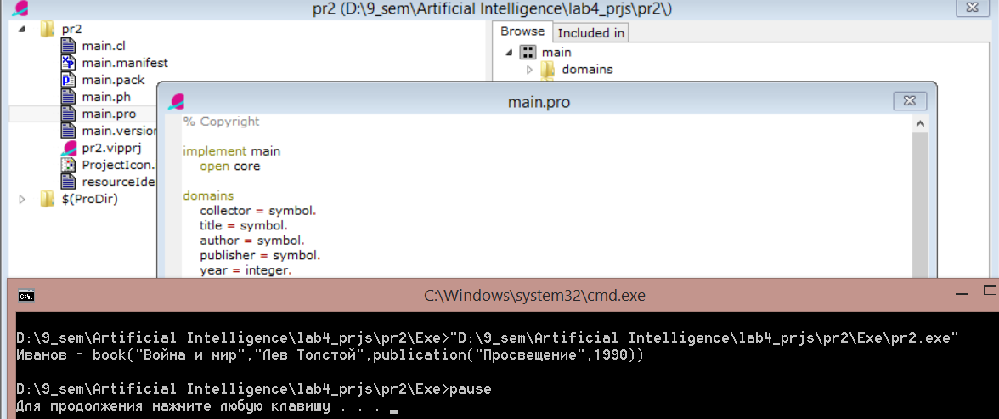 pr2 (D:\9_sem\Artificial Intelligence\lab4_prjs\pr2\)
pr2
main.cl
main.manifest
main.pack
main.ph
main.pro
main.version
pr2.vipprj
ProjectIcon.
resourceIde
$(ProDir)
Browse
Included in
main
domains
main.pro
% Copyright
implement main
open core
domains
collector = symbol.
title = symbol.
author = symbol.
publisher = symbol.
year = integer.
C:\Windows\system32\cmd.exe
D:\9_sem\Artificial Intelligence\lab4_prjs\pr2\Exe>"D:\9_sem\Artificial Intelligence\lab4_prjs\pr2\Exe\pr2.exe"
Иванов - book("Война и мир","Лев Толстой",publication("Просвещение",1990))
D:\9_sem\Artificial Intelligence\lab4_prjs\pr2\Exe>pause
Для продолжения нажмите любую клавишу . . .